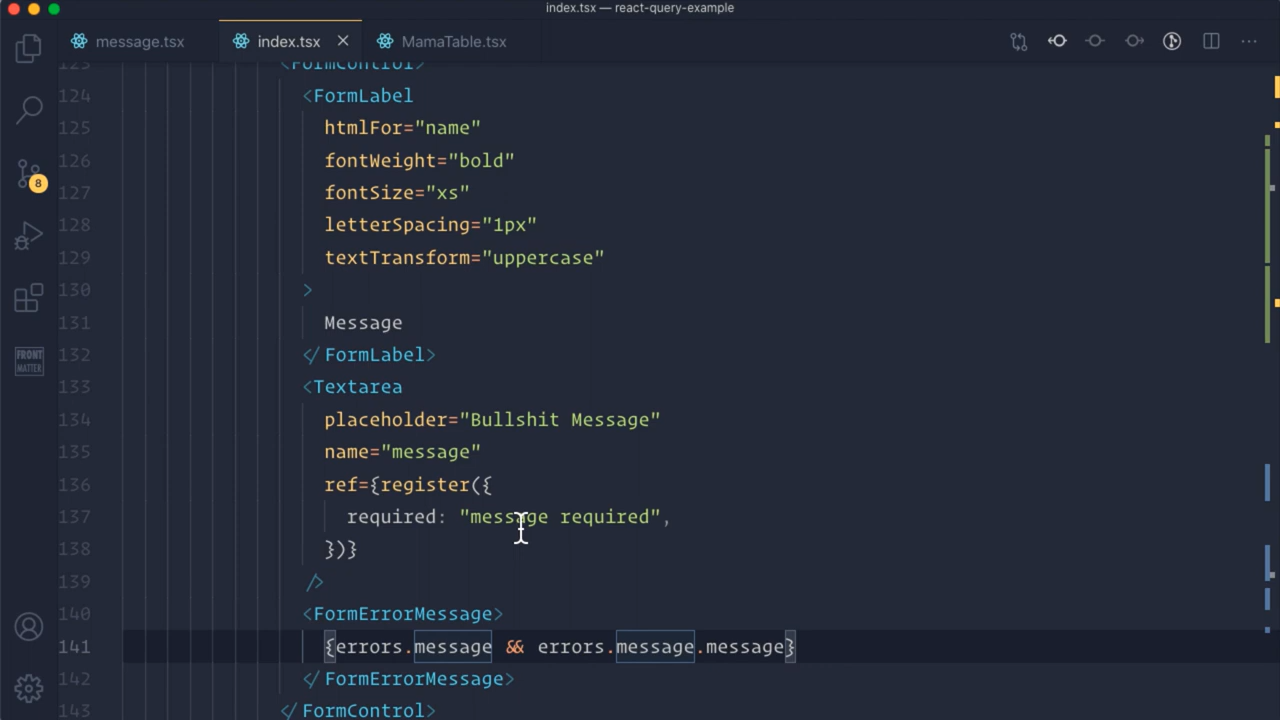 index.tsx — react-query-example
message.tsx
index.tsx
MamaTable.tsx
123 <FormControl>
124 <FormLabel
125 htmlFor="name"
126 fontWeight="bold"
127 fontSize="xs"
128 letterSpacing="1px"
129 textTransform="uppercase"
130 >
131 Message
132 </FormLabel>
133 <Textarea
134 placeholder="Bullshit Message"
135 name="message"
136 ref={register({
137 required: "message required",
138 })}
139 />
140 <FormErrorMessage>
141 {errors.message && errors.message.message}
142 </FormErrorMessage>
143 </FormControl>
8
FRONT
MATTER